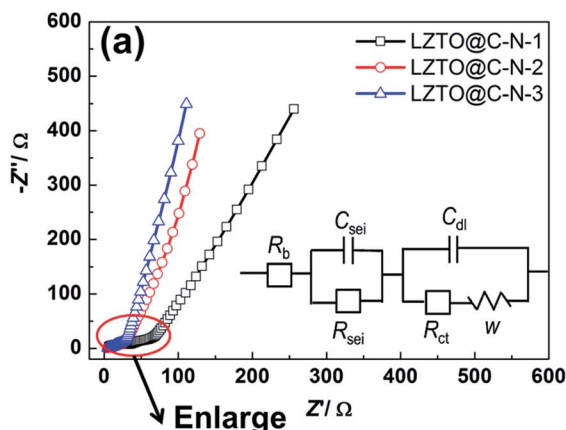 (a)
LZTO@C-N-1
LZTO@C-N-2
LZTO@C-N-3
-Z''/ Ω
600
500
400
300
200
100
0
C_sei
C_dl
R_b
R_sei
R_ct
w
0 100 200 300 400 500 600
Enlarge
Z'/ Ω